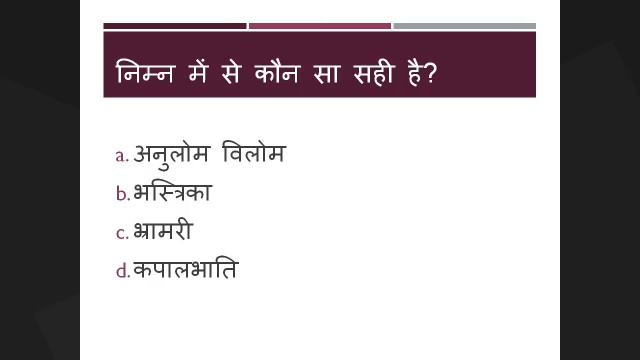 निम्न में से कौन सा सही है?
a. अनुलोम विलोम
b. भस्त्रिका
c. भ्रामरी
d. कपालभाति